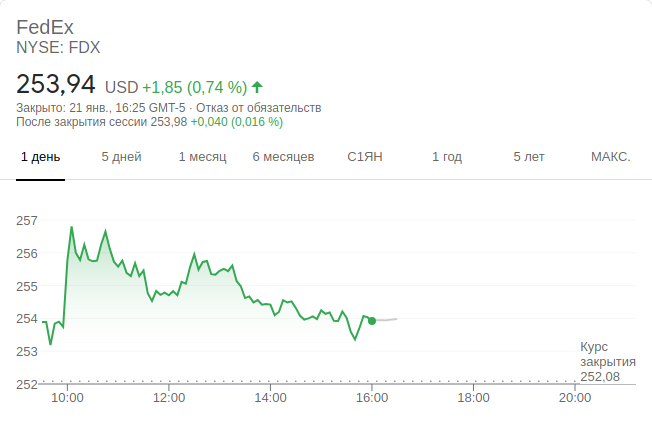 FedEx
NYSE: FDX
253,94 USD +1,85 (0,74 %)
Закрыто: 21 янв., 16:25 GMT-5 · Отказ от обязательств
После закрытия сессии 253,98 +0,040 (0,016 %)
1 день 5 дней 1 месяц 6 месяцев С1ЯН 1 год 5 лет МАКС.
257
256
255
254
253
252
Курс
закрытия
252,08
10:00 12:00 14:00 16:00 18:00 20:00